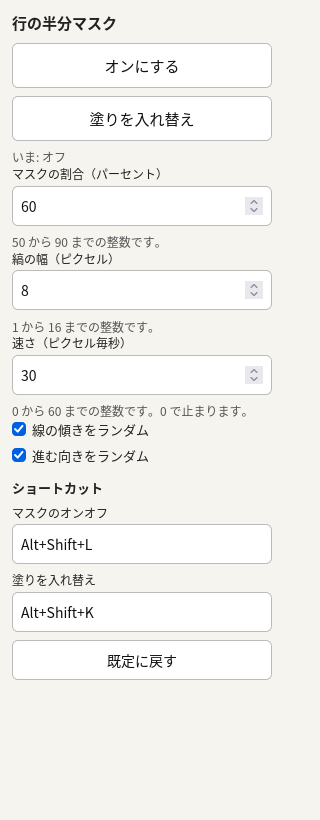 行の半分マスク
オンにする
塗りを入れ替え
いま: オフ
マスクの割合（パーセント）
60
50 から 90 までの整数です。
縞の幅（ピクセル）
8
1 から 16 までの整数です。
速さ（ピクセル毎秒）
30
0 から 60 までの整数です。0 で止まります。
線の傾きをランダム
進む向きをランダム
ショートカット
マスクのオンオフ
Alt+Shift+L
塗りを入れ替え
Alt+Shift+K
既定に戻す